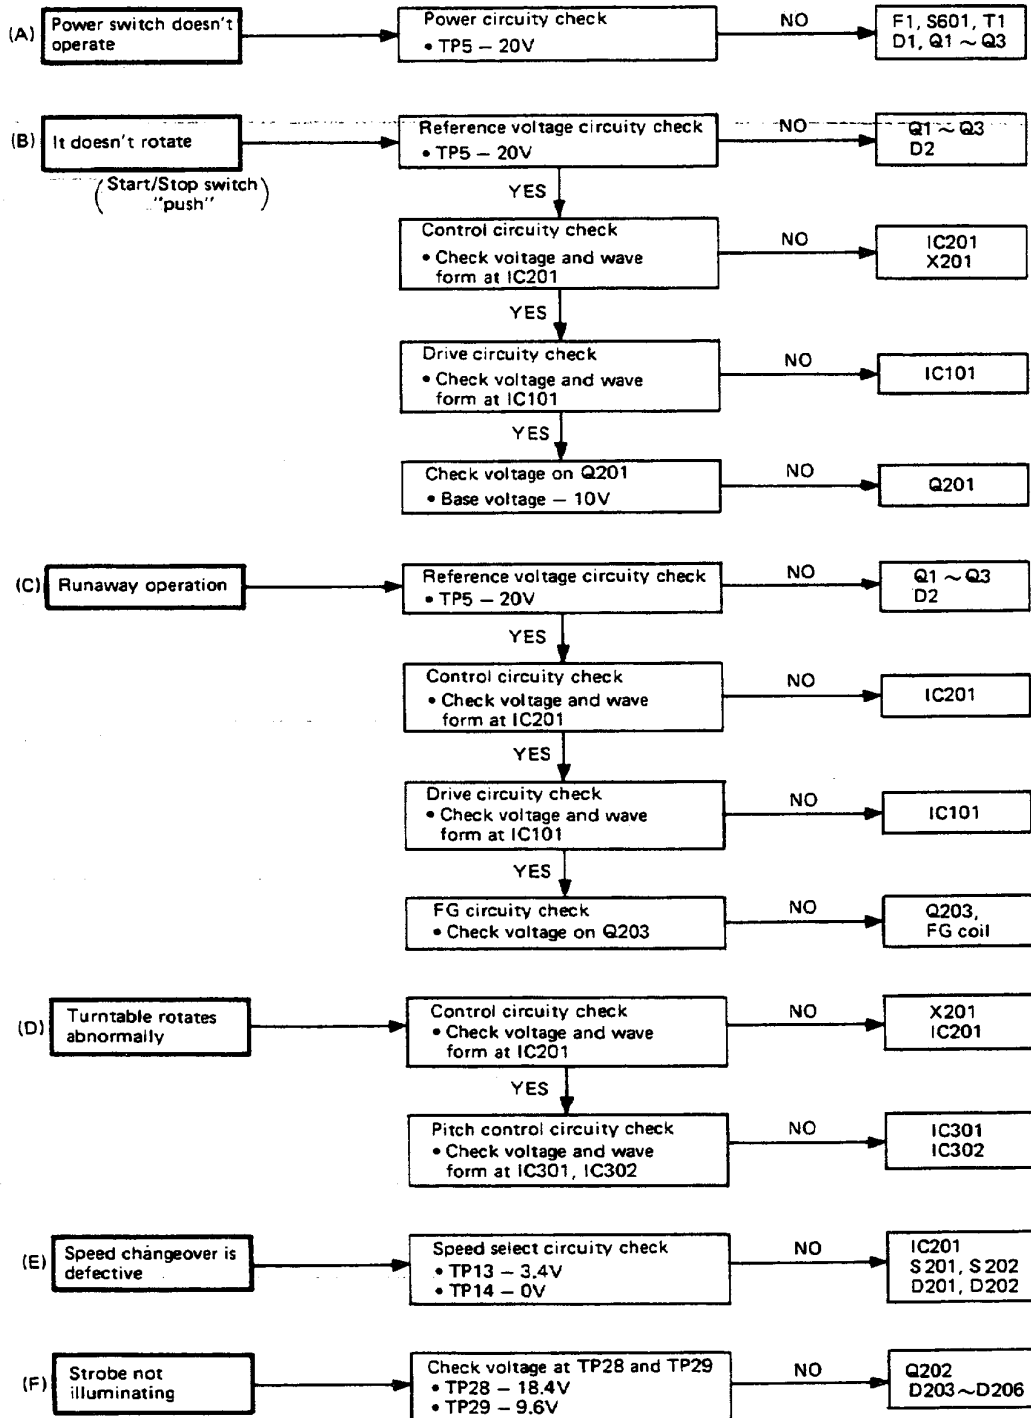 (A) Power switch doesn't
operate
Power circuity check
• TP5 – 20V
NO
F1, S601, T1
D1, Q1 ~ Q3
(B) It doesn't rotate
(Start/Stop switch
"push")
Reference voltage circuity check
• TP5 – 20V
NO
Q1 ~ Q3
D2
YES
Control circuity check
• Check voltage and wave
form at IC201
NO
IC201
X201
YES
Drive circuity check
• Check voltage and wave
form at IC101
NO
IC101
YES
Check voltage on Q201
• Base voltage – 10V
NO
Q201
(C) Runaway operation
Reference voltage circuity check
• TP5 – 20V
NO
Q1 ~ Q3
D2
YES
Control circuity check
• Check voltage and wave
form at IC201
NO
IC201
YES
Drive circuity check
• Check voltage and wave
form at IC101
NO
IC101
YES
FG circuity check
• Check voltage on Q203
NO
Q203,
FG coil
(D) Turntable rotates
abnormally
Control circuity check
• Check voltage and wave
form at IC201
NO
X201
IC201
YES
Pitch control circuity check
• Check voltage and wave
form at IC301, IC302
NO
IC301
IC302
(E) Speed changeover is
defective
Speed select circuity check
• TP13 – 3.4V
• TP14 – 0V
NO
IC201
S201, S202
D201, D202
(F) Strobe not
illuminating
Check voltage at TP28 and TP29
• TP28 – 18.4V
• TP29 – 9.6V
NO
Q202
D203~D206